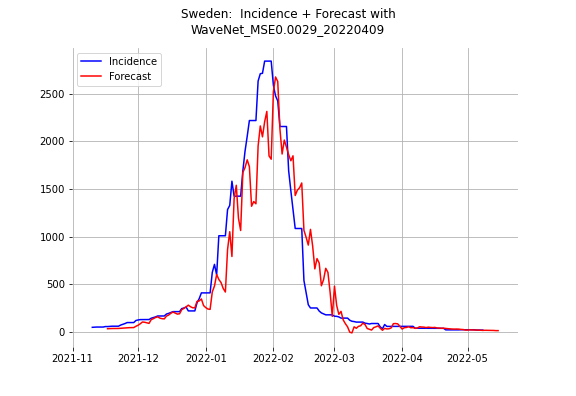 Sweden: Incidence + Forecast with
WaveNet_MSE0.0029_20220409
Incidence
Forecast
2500
2000
1500
1000
500
0
2021-11 2021-12 2022-01 2022-02 2022-03 2022-04 2022-05